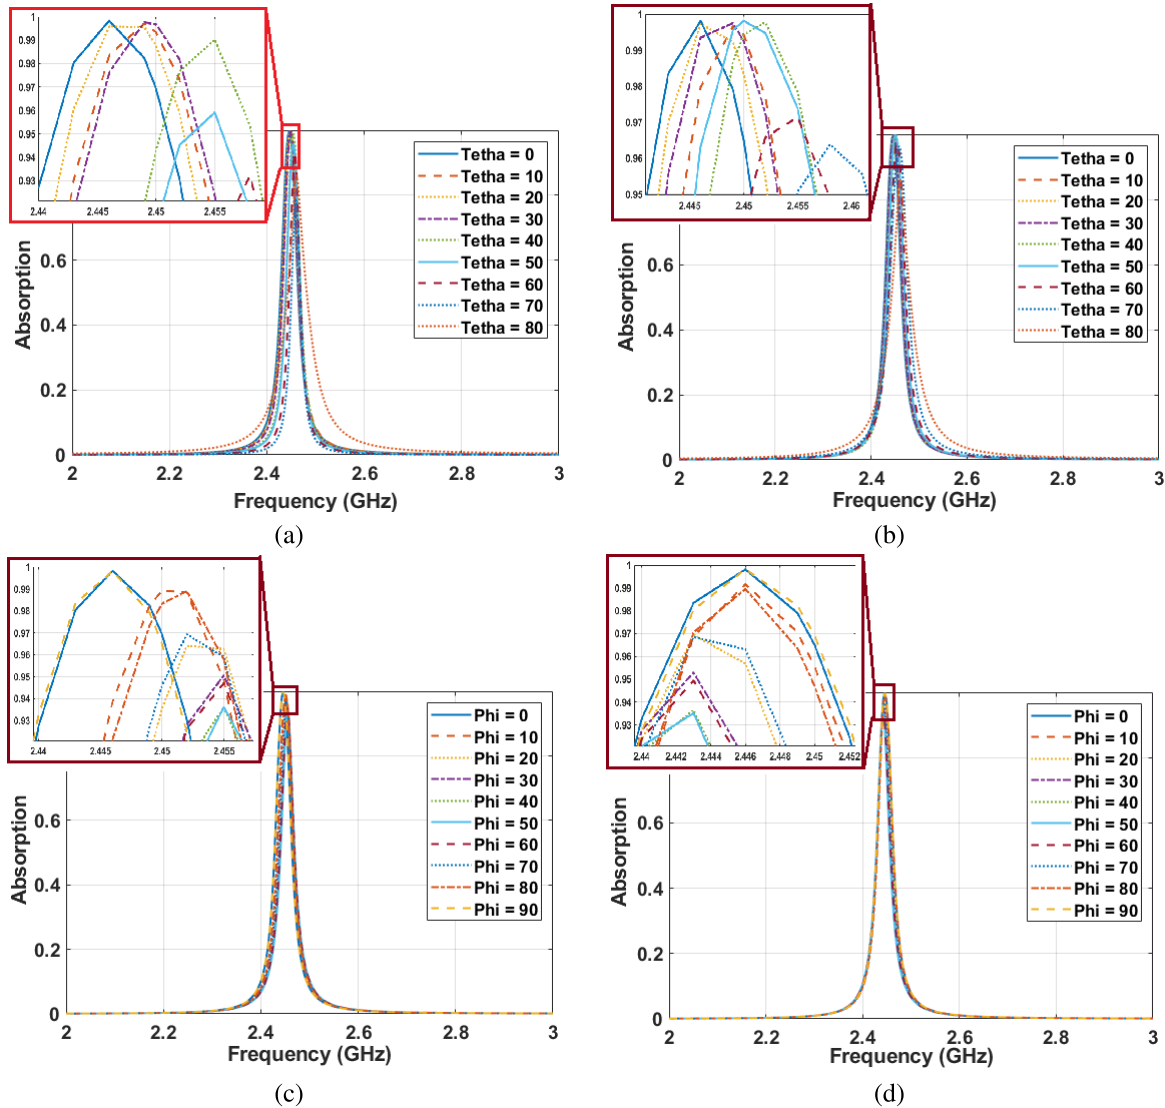 1
0.99
0.98
0.97
0.96
0.95
0.94
0.93
2.44 2.445 2.45 2.455
0.6
0.4
0.2
0
2 2.2 2.4 2.6 2.8 3
Absorption
Frequency (GHz)
Tetha = 0
Tetha = 10
Tetha = 20
Tetha = 30
Tetha = 40
Tetha = 50
Tetha = 60
Tetha = 70
Tetha = 80
(a)
1
0.99
0.98
0.97
0.96
0.95
2.445 2.45 2.455 2.46
0.6
0.4
0.2
0
2 2.2 2.4 2.6 2.8 3
Absorption
Frequency (GHz)
Tetha = 0
Tetha = 10
Tetha = 20
Tetha = 30
Tetha = 40
Tetha = 50
Tetha = 60
Tetha = 70
Tetha = 80
(b)
1
0.99
0.98
0.97
0.96
0.95
0.94
0.93
2.44 2.445 2.45 2.455
0.6
0.4
0.2
0
2 2.2 2.4 2.6 2.8 3
Absorption
Frequency (GHz)
Phi = 0
Phi = 10
Phi = 20
Phi = 30
Phi = 40
Phi = 50
Phi = 60
Phi = 70
Phi = 80
Phi = 90
(c)
1
0.99
0.98
0.97
0.96
0.95
0.94
0.93
2.44 2.442 2.444 2.446 2.448 2.45 2.452
0.6
0.4
0.2
0
2 2.2 2.4 2.6 2.8 3
Absorption
Frequency (GHz)
Phi = 0
Phi = 10
Phi = 20
Phi = 30
Phi = 40
Phi = 50
Phi = 60
Phi = 70
Phi = 80
Phi = 90
(d)